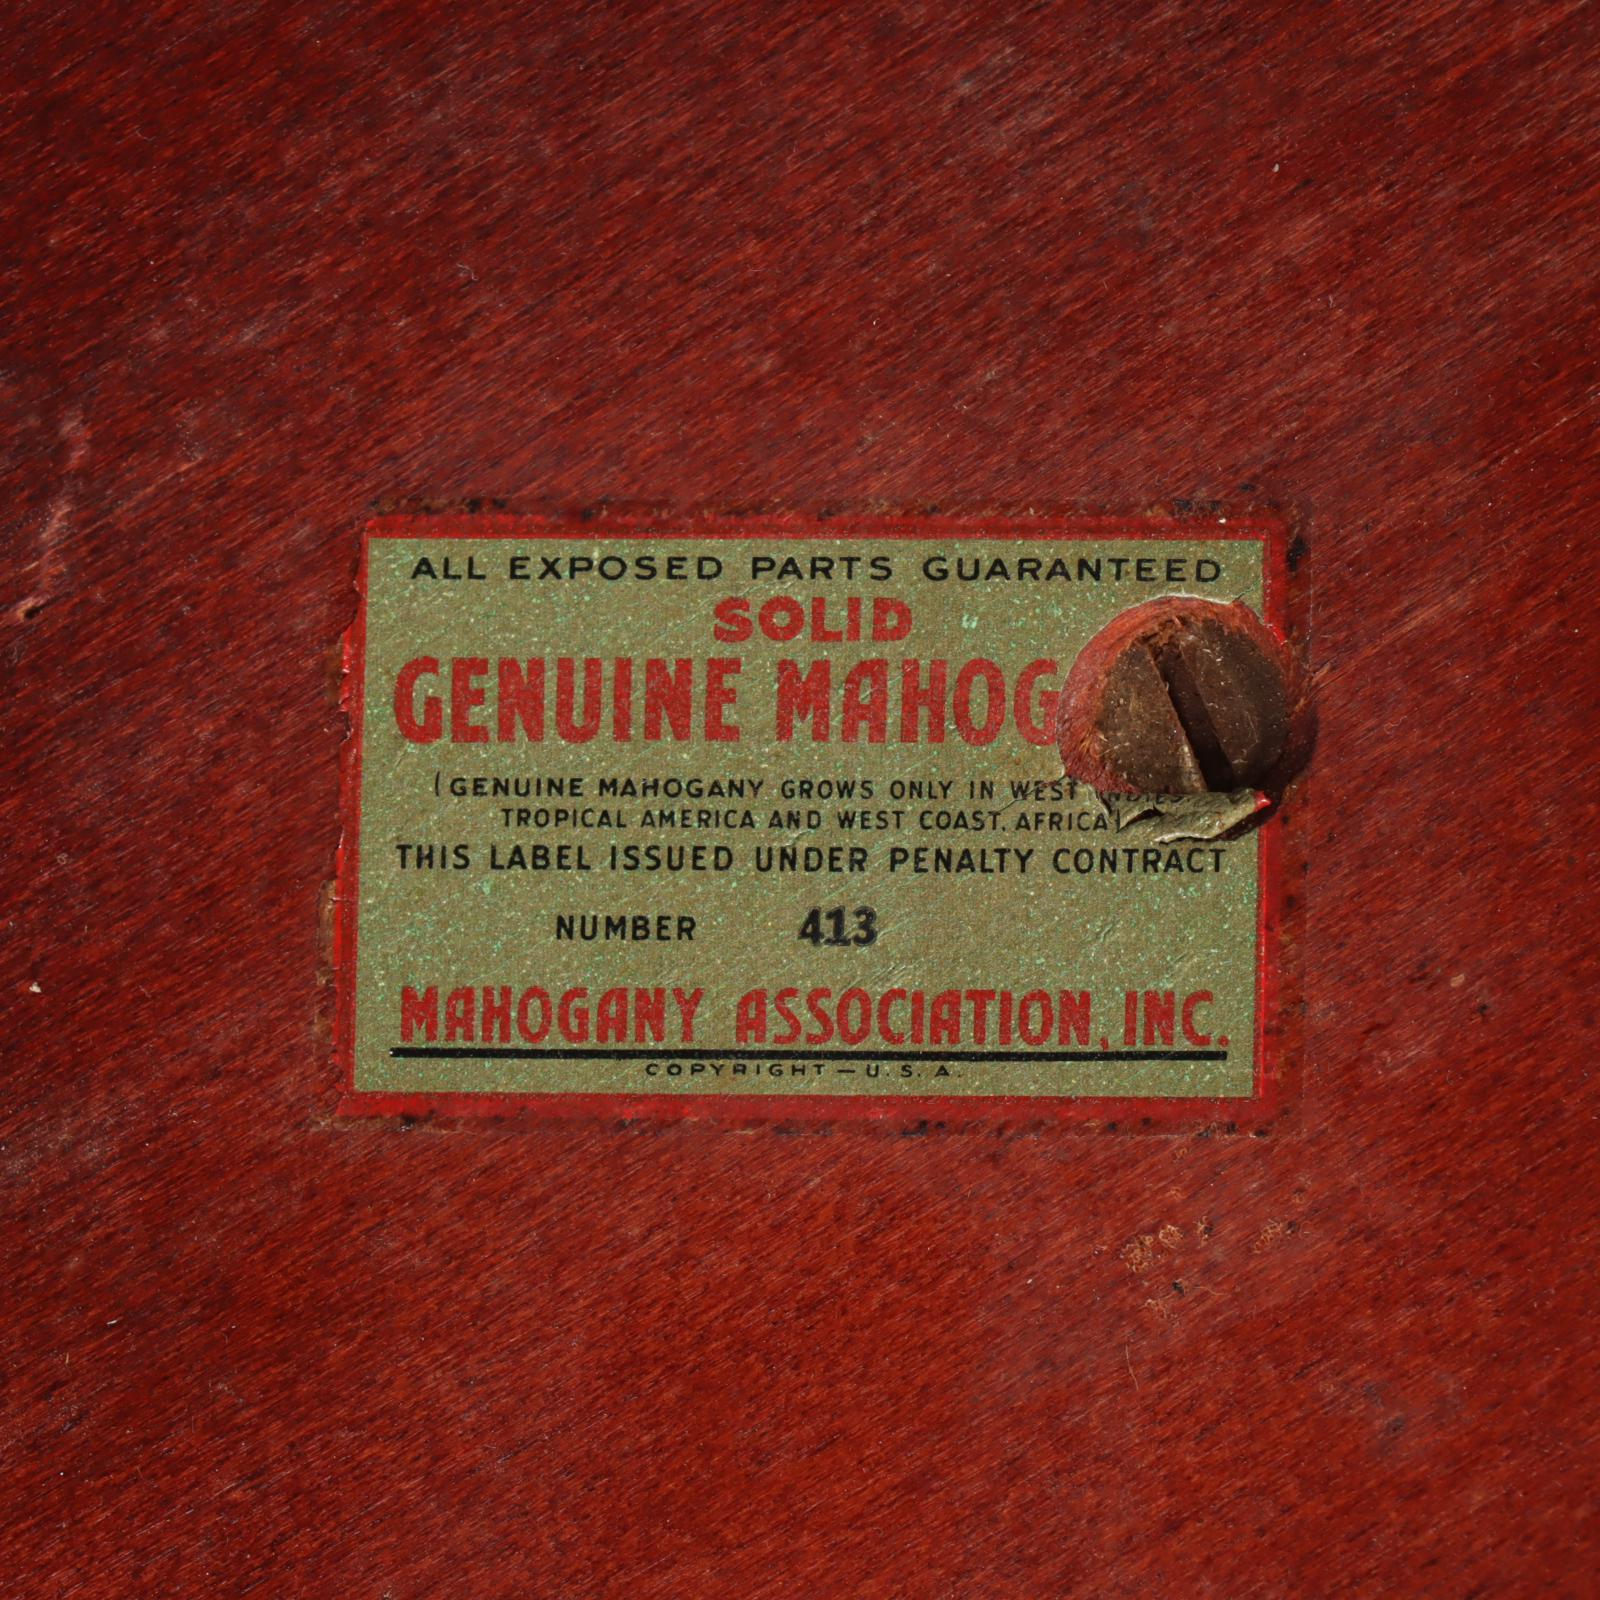 ALL EXPOSED PARTS GUARANTEED
SOLID
GENUINE MAHOG
(GENUINE MAHOGANY GROWS ONLY IN WEST INDIES
TROPICAL AMERICA AND WEST COAST, AFRICA)
THIS LABEL ISSUED UNDER PENALTY CONTRACT
NUMBER 413
MAHOGANY ASSOCIATION, INC.
COPYRIGHT — U. S. A.